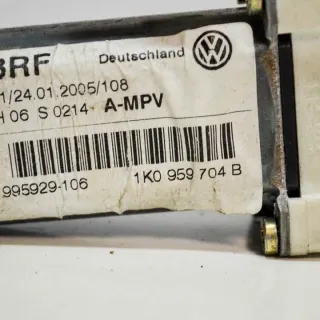 BRF Deutschland
1/24.01.2005/108
H 06 S 0214 A-MPV
995929-106 1K0 959 704 B